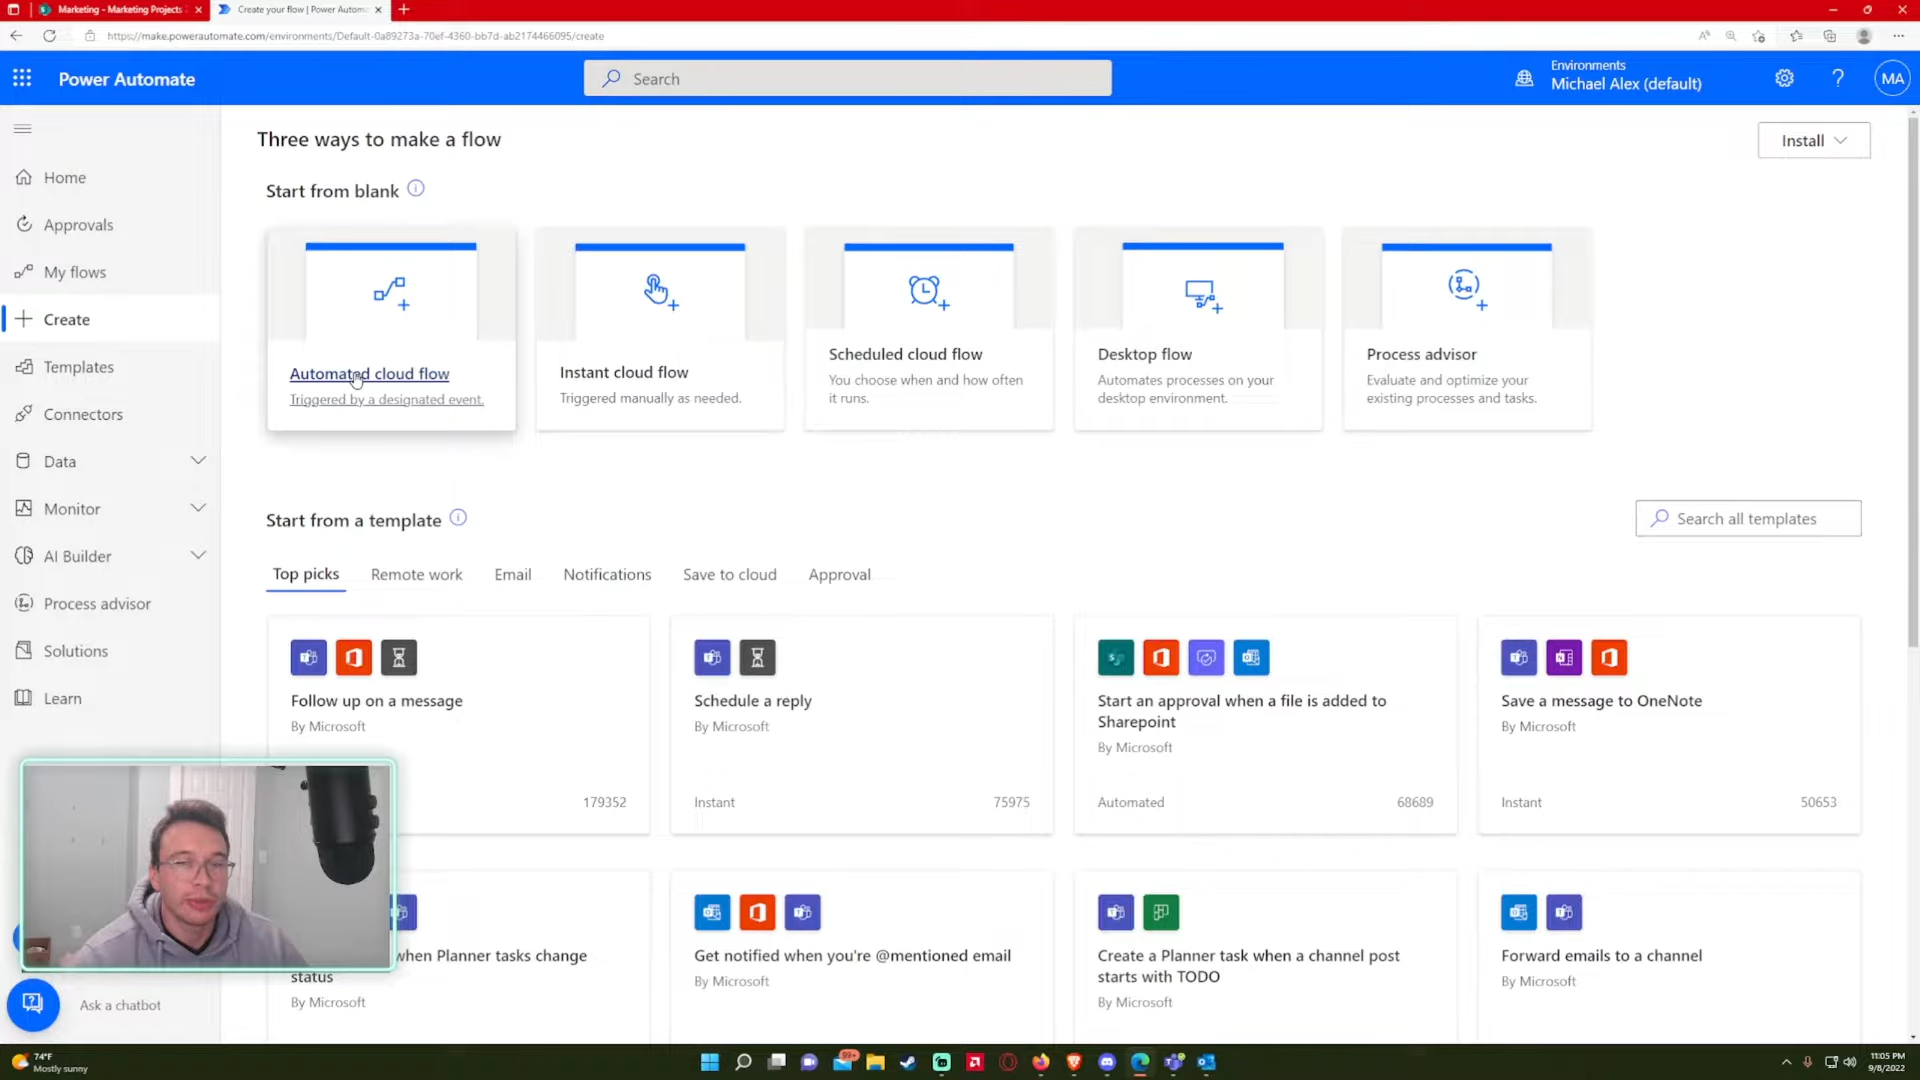 Marketing - Marketing Projects
Create your flow | Power Automa
https://make.powerautomate.com/environments/Default-0a89273a-70ef-4360-bb7d-ab2174466095/create
Power Automate
Search
Environments
Michael Alex (default)
MA
Three ways to make a flow
Install
Home
Approvals
My flows
Create
Templates
Connectors
Data
Monitor
AI Builder
Process advisor
Solutions
Learn
Ask a chatbot
Start from blank
Automated cloud flow
Triggered by a designated event.
Instant cloud flow
Triggered manually as needed.
Scheduled cloud flow
You choose when and how often
it runs.
Desktop flow
Automates processes on your
desktop environment.
Process advisor
Evaluate and optimize your
existing processes and tasks.
Start from a template
Search all templates
Top picks
Remote work
Email
Notifications
Save to cloud
Approval
Follow up on a message
By Microsoft
179352
Schedule a reply
By Microsoft
Instant
75975
Start an approval when a file is added to
Sharepoint
By Microsoft
Automated
68689
Save a message to OneNote
By Microsoft
Instant
50653
when Planner tasks change
status
By Microsoft
Get notified when you're @mentioned email
By Microsoft
Create a Planner task when a channel post
starts with TODO
By Microsoft
Forward emails to a channel
By Microsoft
74°F
Mostly sunny
99+
11:05 PM
9/8/2022